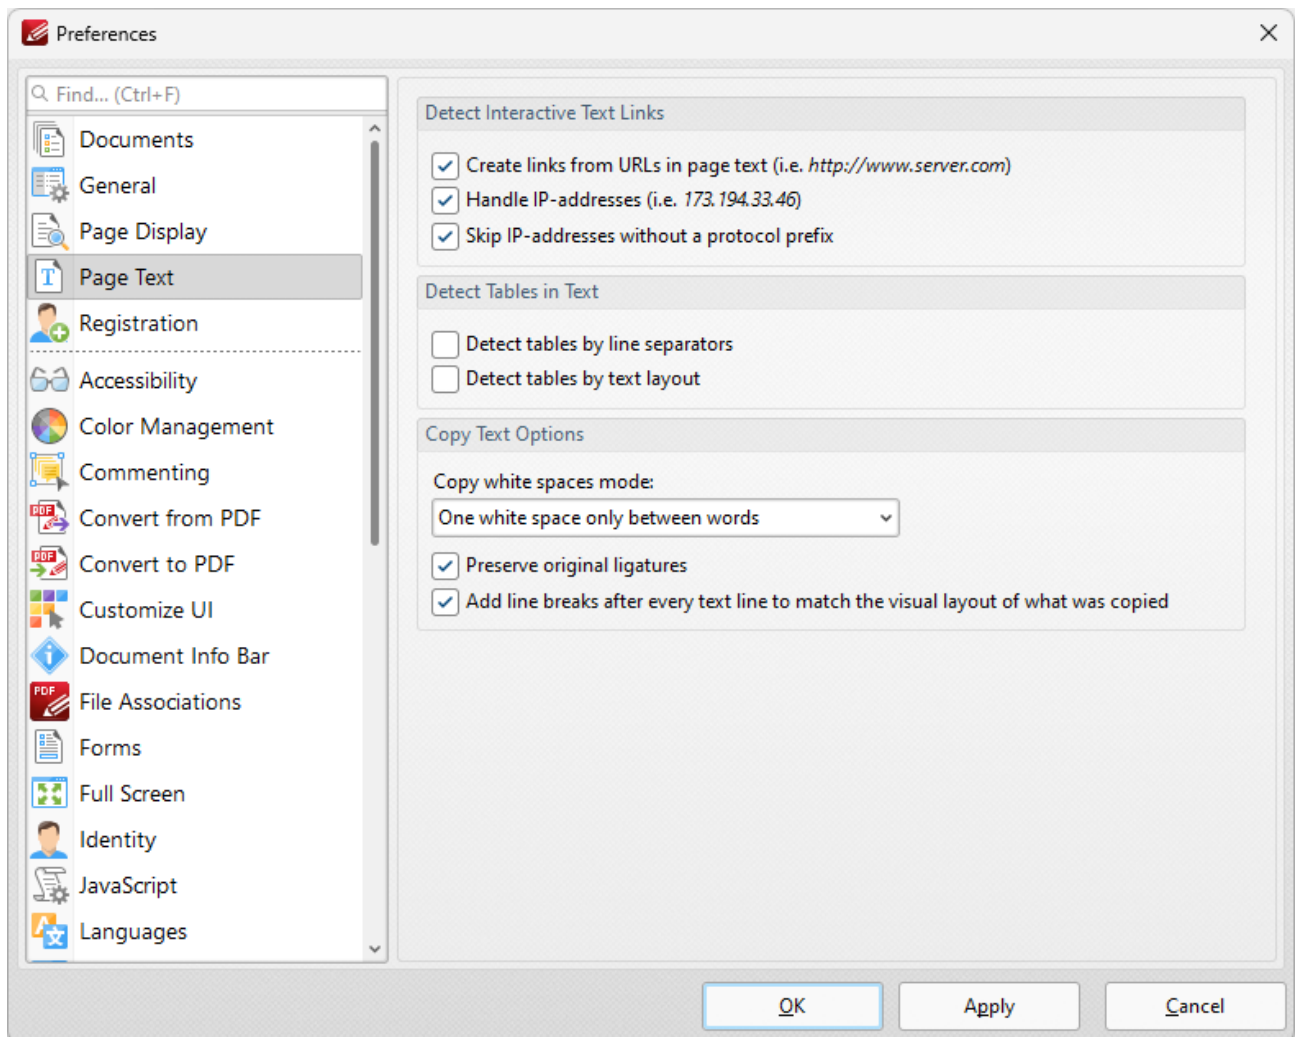 Preferences
Find... (Ctrl+F)
Documents
General
Page Display
Page Text
Registration
Accessibility
Color Management
Commenting
Convert from PDF
Convert to PDF
Customize UI
Document Info Bar
File Associations
Forms
Full Screen
Identity
JavaScript
Languages
Detect Interactive Text Links
Create links from URLs in page text (i.e. http://www.server.com)
Handle IP-addresses (i.e. 173.194.33.46)
Skip IP-addresses without a protocol prefix
Detect Tables in Text
Detect tables by line separators
Detect tables by text layout
Copy Text Options
Copy white spaces mode:
One white space only between words
Preserve original ligatures
Add line breaks after every text line to match the visual layout of what was copied
OK
Apply
Cancel